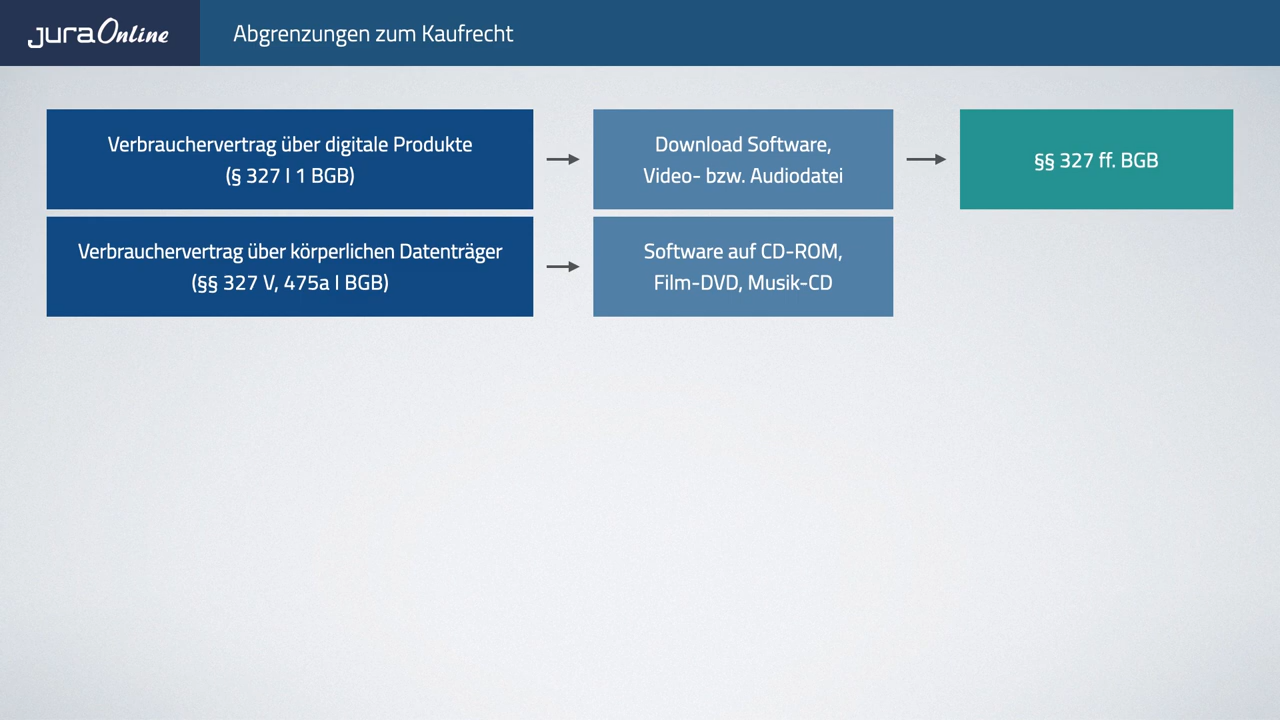 juraOnline
Abgrenzungen zum Kaufrecht
Verbrauchervertrag über digitale Produkte
(§ 327 I 1 BGB)
Download Software,
Video- bzw. Audiodatei
§§ 327 ff. BGB
Verbrauchervertrag über körperlichen Datenträger
(§§ 327 V, 475a I BGB)
Software auf CD-ROM,
Film-DVD, Musik-CD